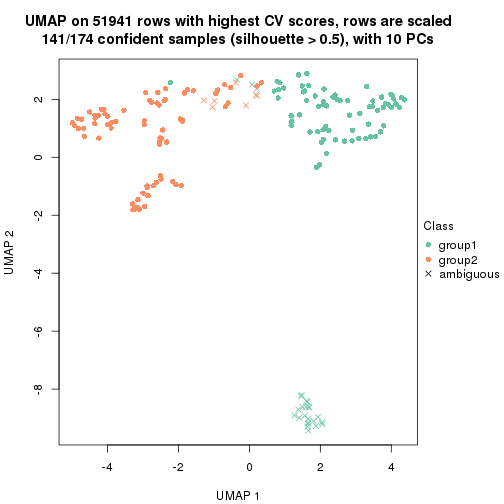 UMAP on 51941 rows with highest CV scores, rows are scaled
141/174 confident samples (silhouette > 0.5), with 10 PCs
2
0
-2
-4
-6
-8
UMAP 2
-4
-2
0
2
4
UMAP 1
Class
group1
group2
ambiguous